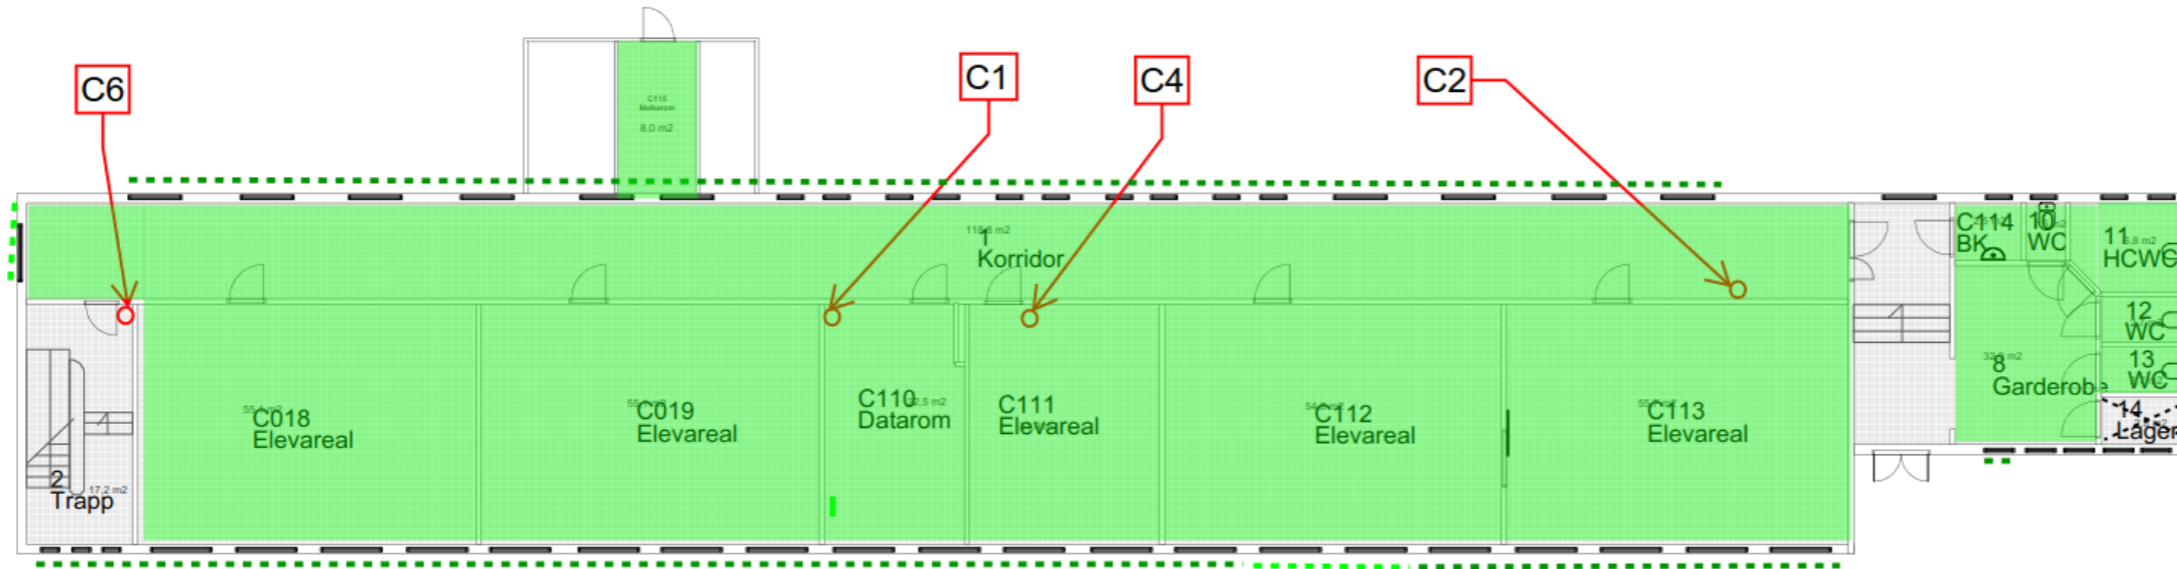 C6
C1
C4
C2
C115
Møkerom
8,0 m2
1
Korridor
C114
BK
10
WC
11
HCWC
12
WC
13
WC
8
Garderobe
14
Lager
C018
Elevareal
C019
Elevareal
C110
Datarom
C111
Elevareal
C112
Elevareal
C113
Elevareal
2
Trapp
17,2 m2